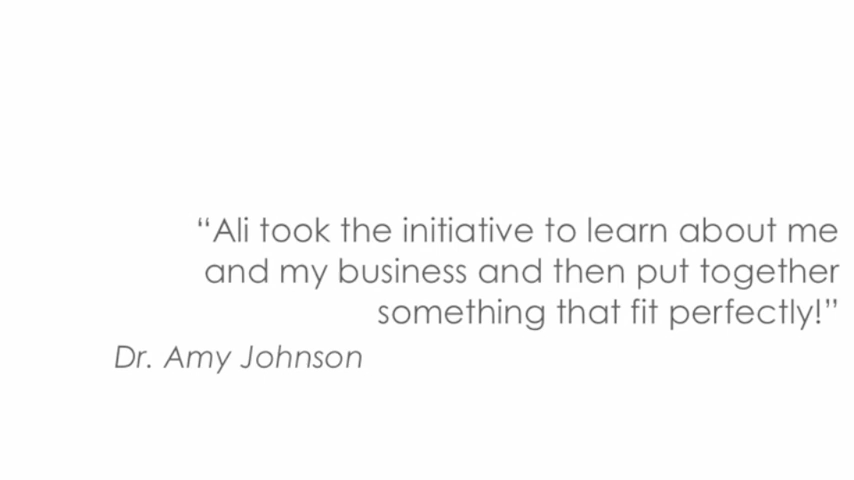 “Ali took the initiative to learn about me
and my business and then put together
something that fit perfectly!”
Dr. Amy Johnson